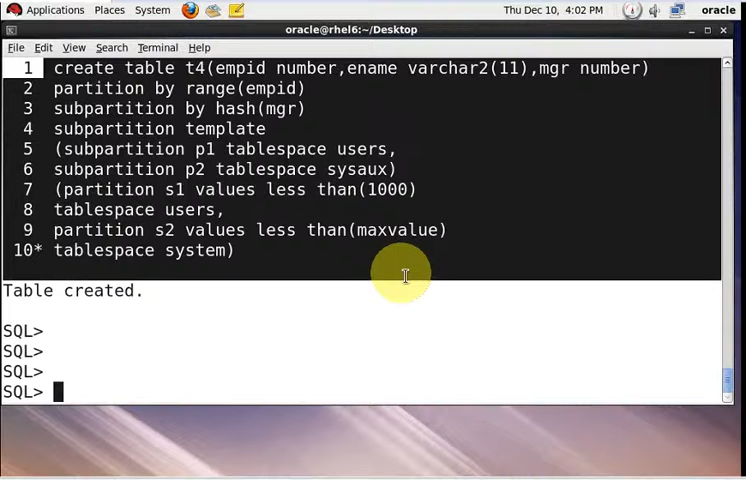 Applications Places System Thu Dec 10, 4:02 PM oracle
oracle@rhel6:~/Desktop
File Edit View Search Terminal Help
1 create table t4(empid number,ename varchar2(11),mgr number)
2 partition by range(empid)
3 subpartition by hash(mgr)
4 subpartition template
5 (subpartition p1 tablespace users,
6 subpartition p2 tablespace sysaux)
7 (partition s1 values less than(1000)
8 tablespace users,
9 partition s2 values less than(maxvalue)
10* tablespace system)
Table created.
SQL>
SQL>
SQL>
SQL>